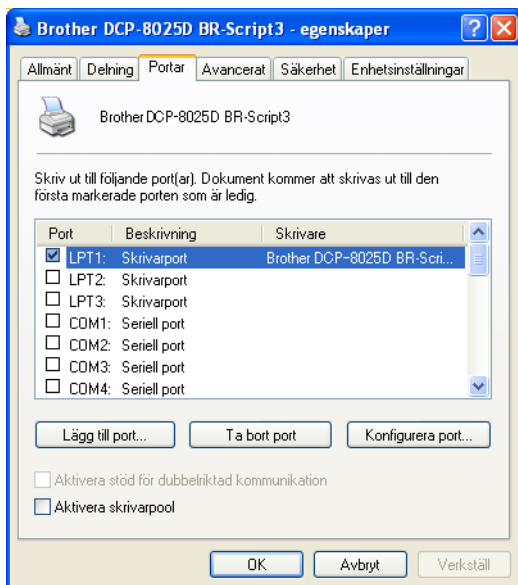 Brother DCP-8025D BR-Script3 - egenskaper
Allmänt Delning Portar Avancerat Säkerhet Enhetsinställningar
Brother DCP-8025D BR-Script3
Skriv ut till följande port(ar). Dokument kommer att skrivas ut till den
första markerade porten som är ledig.
Port Beskrivning Skrivare
LPT1: Skrivarport Brother DCP-8025D BR-Scri...
LPT2: Skrivarport
LPT3: Skrivarport
COM1: Seriell port
COM2: Seriell port
COM3: Seriell port
COM4: Seriell port
Lägg till port... Ta bort port Konfigurera port...
Aktivera stöd för dubbelriktad kommunikation
Aktivera skrivarpool
OK Avbryt Verkställ